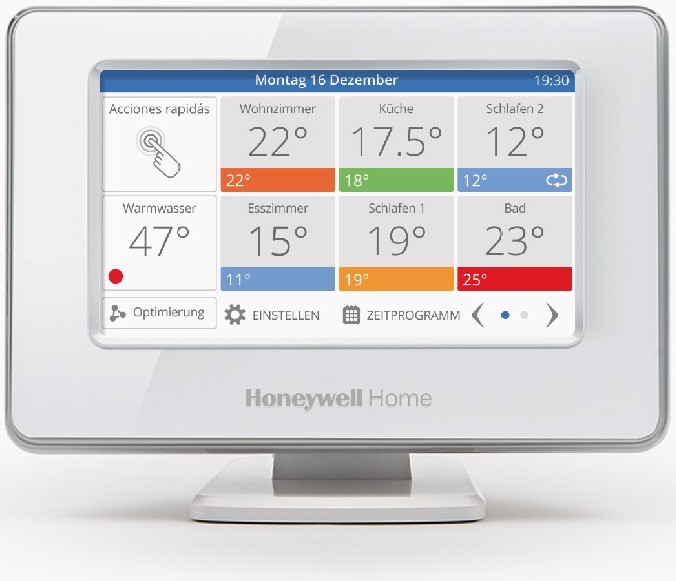 Montag 16 Dezember 19:30
Acciones rapidás
Wohnzimmer
22°
22°
Küche
17.5°
18°
Schlafen 2
12°
12°
Warmwasser
47°
Esszimmer
15°
11°
Schlafen 1
19°
19°
Bad
23°
25°
Optimierung
EINSTELLEN
ZEITPROGRAMM
Honeywell Home